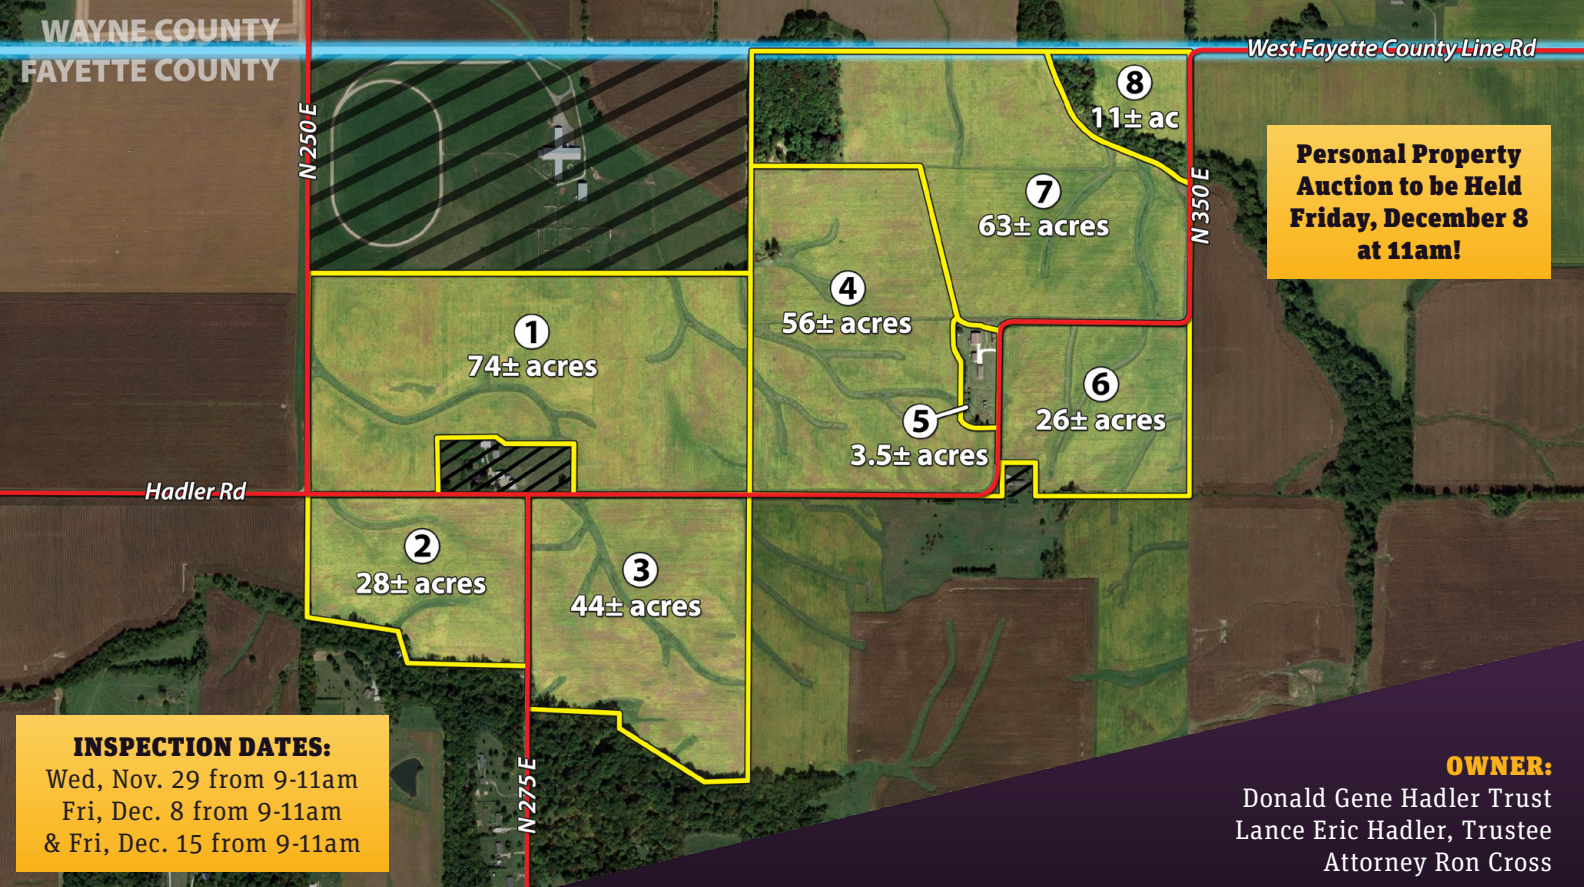 WAYNE COUNTY
FAYETTE COUNTY
West Fayette County Line Rd
N 250 E
8
11± ac
Personal Property
Auction to be Held
Friday, December 8
at 11am!
7
63± acres
N 350 E
4
56± acres
1
74± acres
6
26± acres
5
3.5± acres
Hadler Rd
2
28± acres
3
44± acres
INSPECTION DATES:
Wed, Nov. 29 from 9-11am
Fri, Dec. 8 from 9-11am
& Fri, Dec. 15 from 9-11am
N 275 E
OWNER:
Donald Gene Hadler Trust
Lance Eric Hadler, Trustee
Attorney Ron Cross